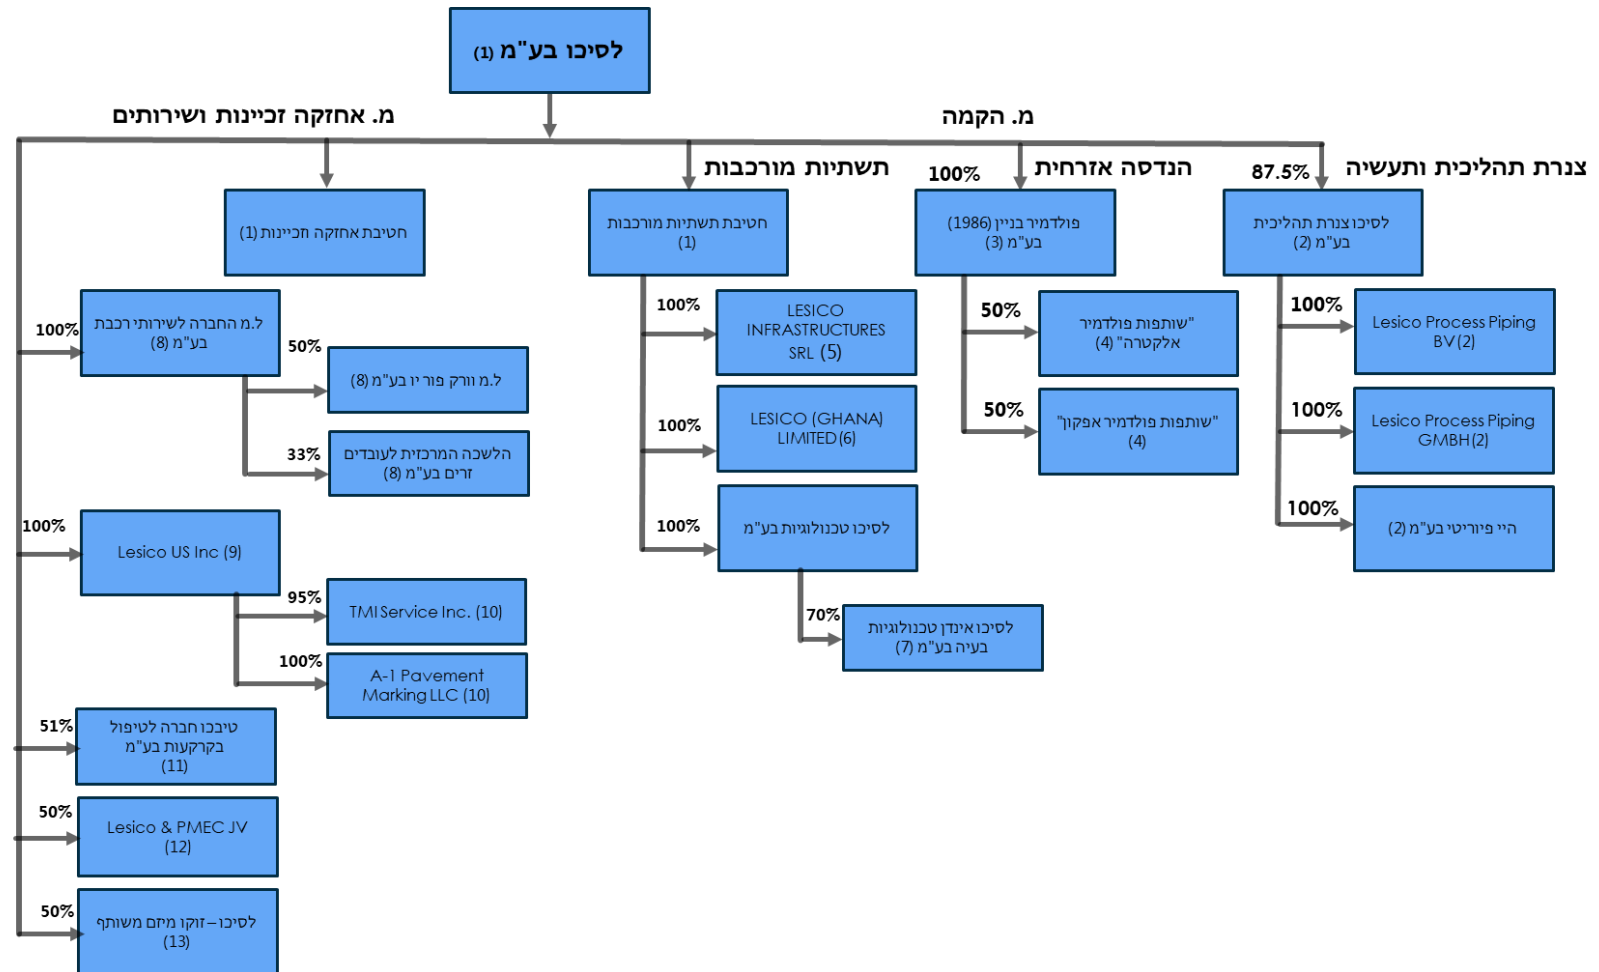 לסיכו בע"מ (1)
מ. הקמה
מ. אחזקה זכיינות ושירותים
צנרת תהליכית ותעשיה
87.5%
לסיכו צנרת תהליכית
בע"מ (2)
100%
Lesico Process Piping
BV(2)
100%
Lesico Process Piping
GMBH(2)
100%
היי פיוריטי בע"מ (2)
הנדסה אזרחית
100%
פולדמיר בניין (1986)
בע"מ (3)
50%
"שותפות פולדמיר
אלקטרה" (4)
50%
"שותפות פולדמיר אפקון"
(4)
תשתיות מורכבות
חטיבת תשתיות מורכבות
(1)
100%
LESICO
INFRASTRUCTURES
SRL (5)
100%
LESICO (GHANA)
LIMITED(6)
100%
לסיכו טכנולוגיות בע"מ
70%
לסיכו אינדן טכנולוגיות
בעיה בע"מ (7)
חטיבת אחזקה וזכיינות (1)
100%
ל.מ החברה לשירותי רכבת
בע"מ (8)
50%
ל.מ וורק פור יו בע"מ (8)
33%
הלשכה המרכזית לעובדים
זרים בע"מ (8)
100%
Lesico US Inc (9)
95%
TMI Service Inc. (10)
100%
A-1 Pavement
Marking LLC (10)
51%
טיבכו חברה לטיפול
בקרקעות בע"מ
(11)
50%
Lesico & PMEC JV
(12)
50%
לסיכו – זוקו מיזם משותף
(13)